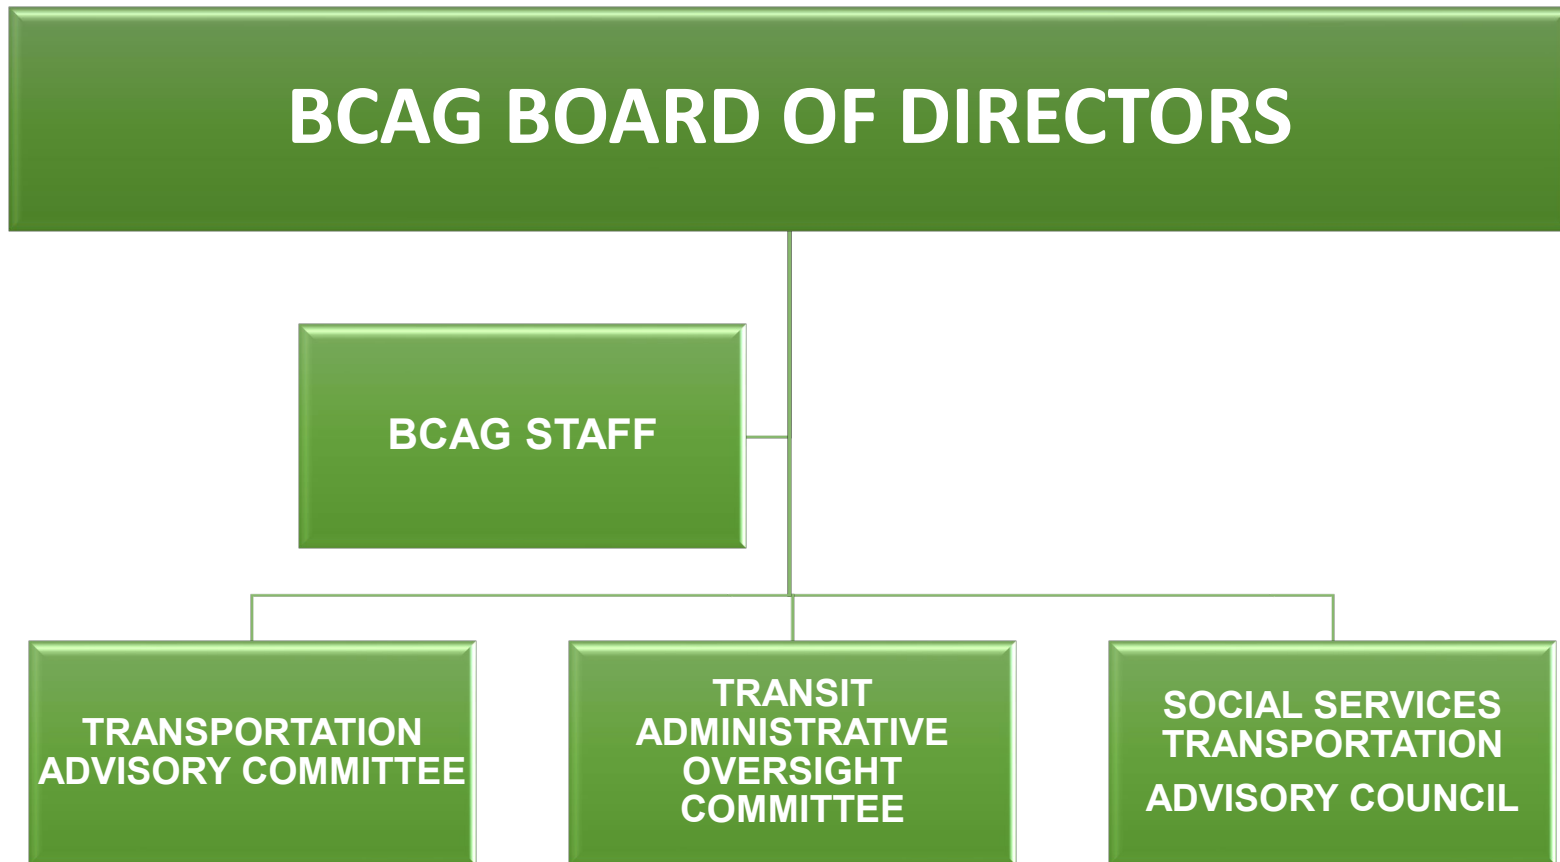 BCAG BOARD OF DIRECTORS
BCAG STAFF
TRANSPORTATION
ADVISORY COMMITTEE
TRANSIT
ADMINISTRATIVE
OVERSIGHT
COMMITTEE
SOCIAL SERVICES
TRANSPORTATION
ADVISORY COUNCIL